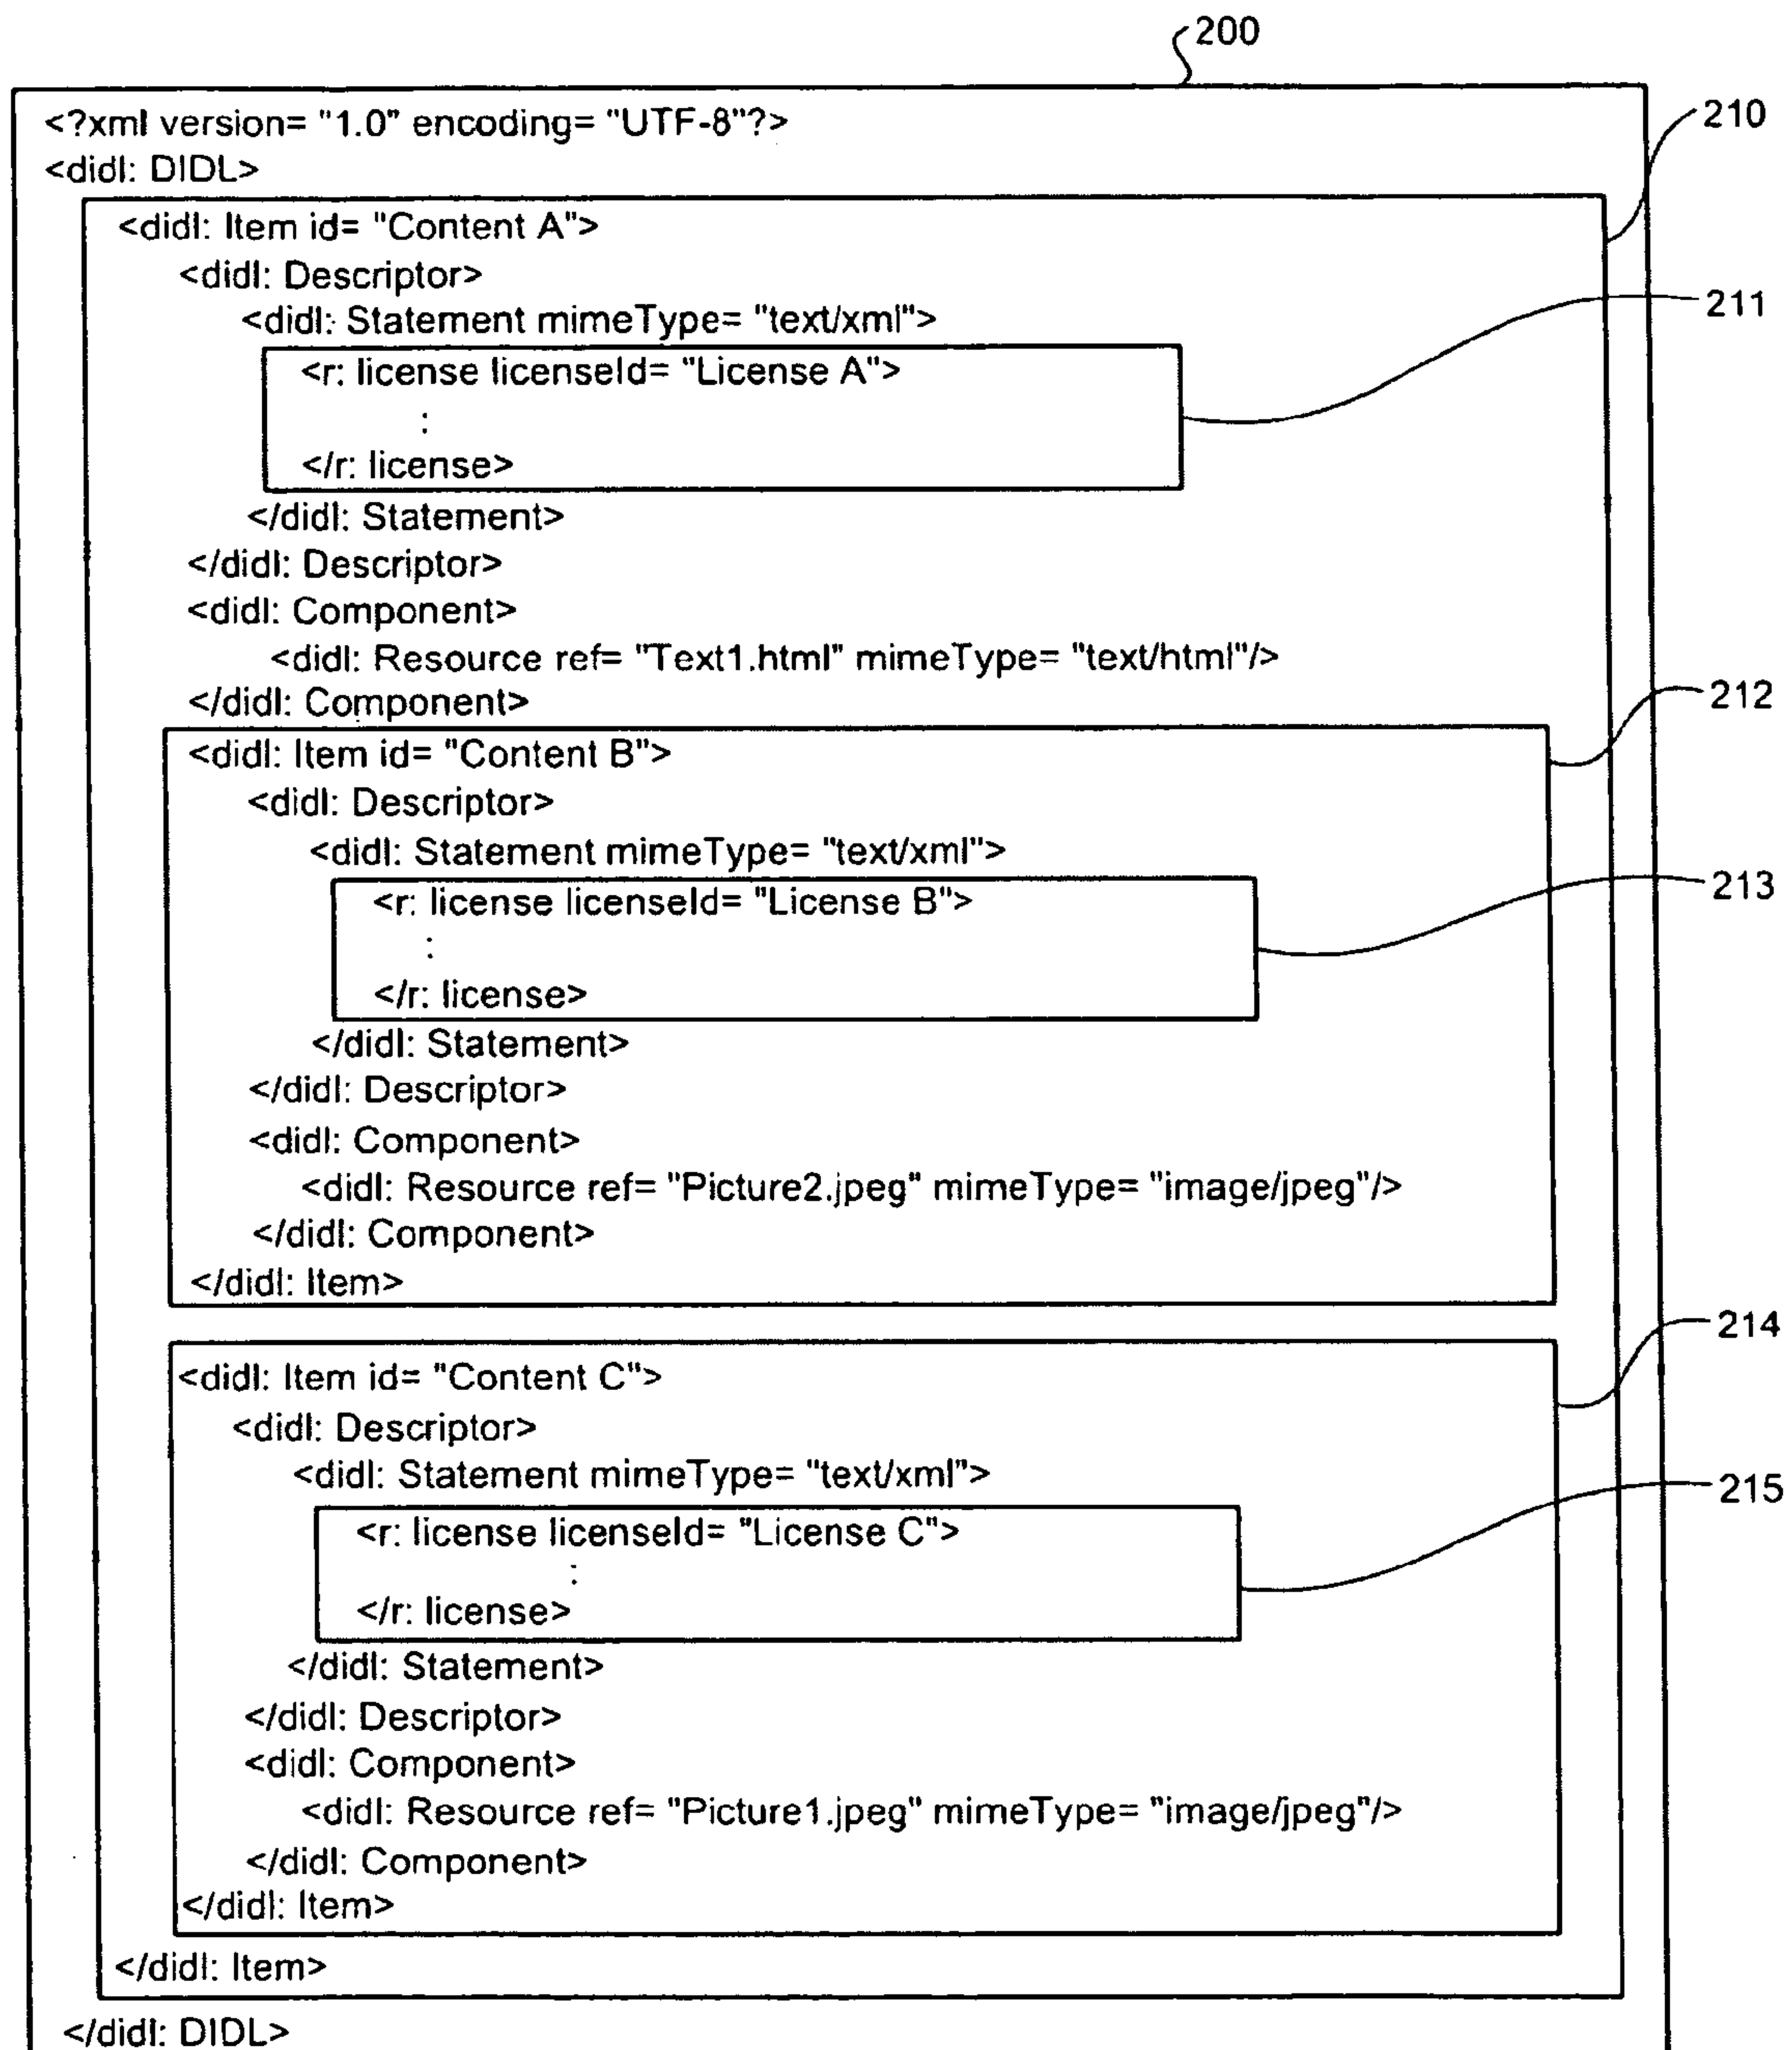 200
<?xml version= "1.0" encoding= "UTF-8"?>
210
<didl: DIDL>
<didl: Item id= "Content A">
<didl: Descriptor>
211
<didl: Statement mimeType= "text/xml">
<r: license licenseId= "License A">
:
</r: license>
</didl: Statement>
</didl: Descriptor>
<didl: Component>
<didl: Resource ref= "Text1.html" mimeType= "text/html"/>
</didl: Component>
212
<didl: Item id= "Content B">
<didl: Descriptor>
<didl: Statement mimeType= "text/xml">
213
<r: license licenseId= "License B">
:
</r: license>
</didl: Statement>
</didl: Descriptor>
<didl: Component>
<didl: Resource ref= "Picture2.jpeg" mimeType= "image/jpeg"/>
</didl: Component>
</didl: Item>
214
<didl: Item id= "Content C">
<didl: Descriptor>
<didl: Statement mimeType= "text/xml">
215
<r: license licenseId= "License C">
:
</r: license>
</didl: Statement>
</didl: Descriptor>
<didl: Component>
<didl: Resource ref= "Picture1.jpeg" mimeType= "image/jpeg"/>
</didl: Component>
</didl: Item>
</didl: Item>
</didl: DIDL>